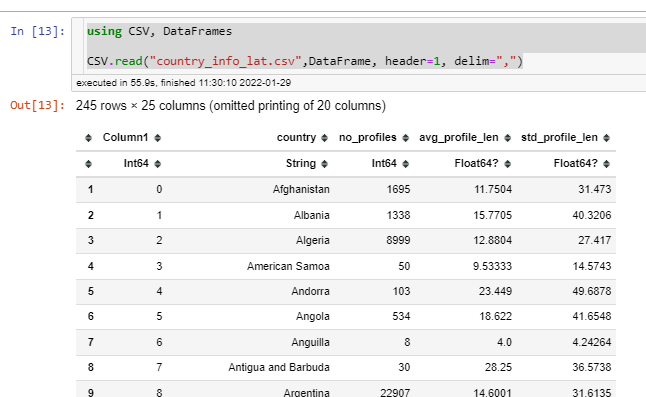 In [13]: using CSV, DataFrames
CSV.read("country_info_lat.csv",DataFrame, header=1, delim=",")
executed in 55.9s, finished 11:30:10 2022-01-29
Out[13]: 245 rows × 25 columns (omitted printing of 20 columns)
Column1 country no_profiles avg_profile_len std_profile_len
Int64 String Int64 Float64? Float64?
1 0 Afghanistan 1695 11.7504 31.473
2 1 Albania 1338 15.7705 40.3206
3 2 Algeria 8999 12.8804 27.417
4 3 American Samoa 50 9.53333 14.5743
5 4 Andorra 103 23.449 49.6878
6 5 Angola 534 18.622 41.6548
7 6 Anguilla 8 4.0 4.24264
8 7 Antigua and Barbuda 30 28.25 36.5738
9 8 Argentina 22907 14.6001 31.6135